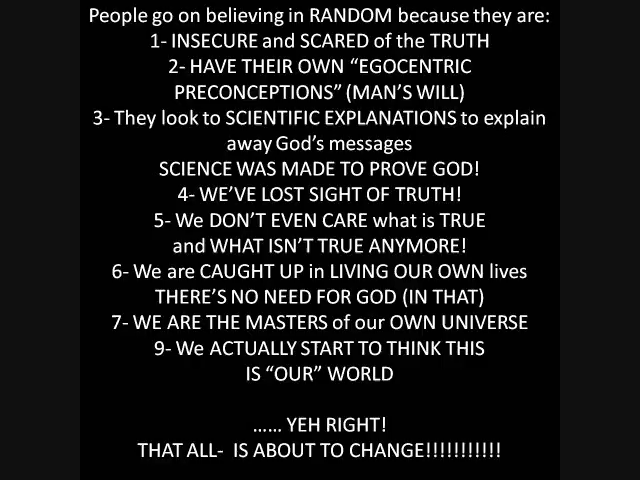 People go on believing in RANDOM because they are:
1- INSECURE and SCARED of the TRUTH
2- HAVE THEIR OWN “EGOCENTRIC
PRECONCEPTIONS” (MAN’S WILL)
3- They look to SCIENTIFIC EXPLANATIONS to explain
away God’s messages
SCIENCE WAS MADE TO PROVE GOD!
4- WE’VE LOST SIGHT OF TRUTH!
5- We DON’T EVEN CARE what is TRUE
and WHAT ISN’T TRUE ANYMORE!
6- We are CAUGHT UP in LIVING OUR OWN lives
THERE’S NO NEED FOR GOD (IN THAT)
7- WE ARE THE MASTERS of our OWN UNIVERSE
9- We ACTUALLY START TO THINK THIS
IS “OUR” WORLD
…… YEH RIGHT!
THAT ALL-  IS ABOUT TO CHANGE!!!!!!!!!!!